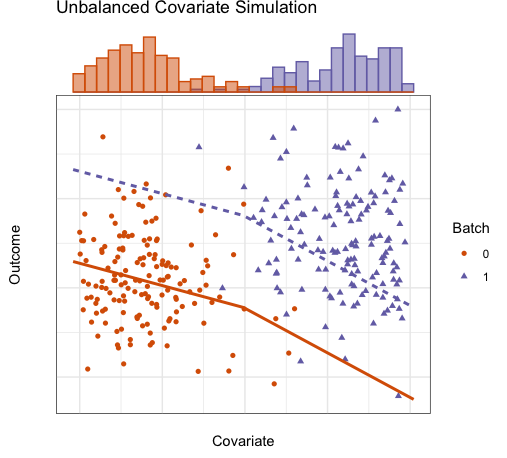 Unbalanced Covariate Simulation
Outcome
Batch
0
1
Covariate